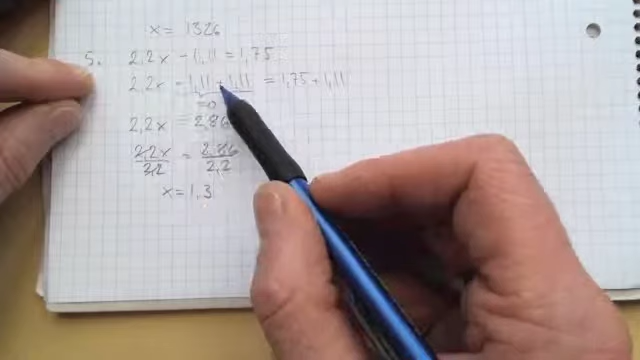 x = 1326
5. 2,2x - 1,11 = 1,75
2,2x - 1,11 + 1,11 = 1,75 + 1,11
= 0
2,2x = 2,86
2,2x/2,2 = 2,86/2,2
x = 1,3